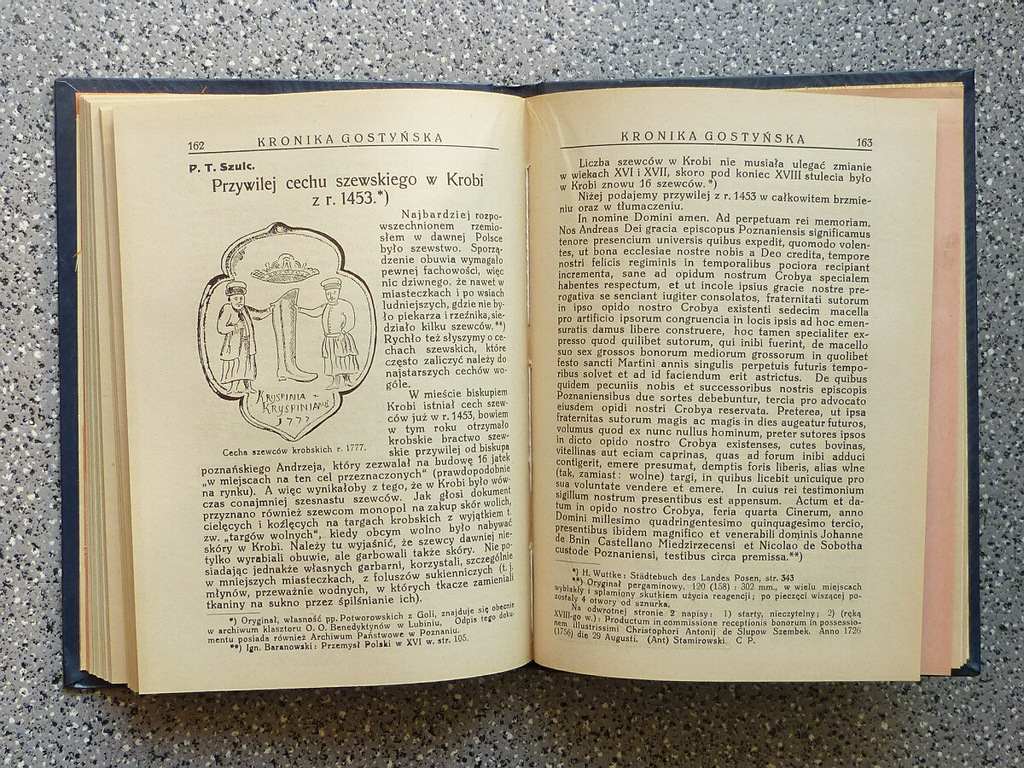 162
KRONIKA GOSTYŃSKA
P. T. Szulc.
Przywilej cechu szewskiego w Krobi
z r. 1453.*)
KRYSPINIA -
KRYSPINIANI
1777
Cecha szewców krobskich r. 1777.
Najbardziej rozpo-
wszechnionem rzemio-
słem w dawnej Polsce
było szewstwo. Sporzą-
dzenie obuwia wymagało
pewnej fachowości, więc
nic dziwnego, że nawet w
miasteczkach i po wsiach
ludniejszych, gdzie nie by-
ło piekarza i rzeźnika, sie-
działo kilku szewców.**)
Rychło też słyszymy o ce-
chach szewskich, które
często zaliczyć należy do
najstarszych cechów wo-
góle.
W mieście biskupiem
Krobi istniał cech szew-
ców już w r. 1453, bowiem
w tym roku otrzymało
krobskie bractwo szew-
skie przywilej od biskupa
poznańskiego Andrzeja, który zezwalał na budowę 16 jatek
„w miejscach na ten cel przeznaczonych" (prawdopodobnie
na rynku). A więc wynikałoby z tego, że w Krobi było wów-
czas conajmniej szesnastu szewców. Jak głosi dokument
przyznano również szewcom monopol na zakup skór wolich,
cielęcych i koźlęcych na targach krobskich z wyjątkiem t.
zw. „targów wolnych", kiedy obcym wolno było nabywać
skóry w Krobi. Należy tu wyjaśnić, że szewcy dawniej nie-
tylko wyrabiali obuwie, ale garbowali także skóry. Nie po-
siadając jednakże własnych garbarni, korzystali, szczególnie
w mniejszych miasteczkach, z foluszów sukienniczych (t. j.
młynów, przeważnie wodnych, w których tkacze zamieniali
tkaniny na sukno przez spilśnianie ich).
*) Oryginał, własność pp. Potworowskich z Goli, znajduje się obecnie
w archiwum klasztoru O. O. Benedyktynów w Lubiniu, Odpis tego doku-
mentu posiada również Archiwum Państwowe w Poznaniu.
**) Ign. Baranowski: Przemysł Polski w XVI w. str. 105.
KRONIKA GOSTYŃSKA
163
Liczba szewców w Krobi nie musiała ulegać zmianie
w wiekach XVI i XVII, skoro pod koniec XVIII stulecia było
w Krobi znowu 16 szewców.*)
Niżej podajemy przywilej z r. 1453 w całkowitem brzmie-
niu oraz w tłumaczeniu.
In nomine Domini amen. Ad perpetuam rei memoriam.
Nos Andreas Dei gracia episcopus Poznaniensis significamus
tenore presencium universis quibus expedit, quomodo volen-
tes, ut bona ecclesiae nostre nobis a Deo credita, tempore
nostri felicis regiminis in temporalibus pociora recipiant
incrementa, sane ad opidum nostrum Crobya specialem
habentes respectum, et ut incole ipsius gracie nostre pre-
rogativa se senciant iugiter consolatos, fraternitati sutorum
in ipso opido nostro Crobya existenti sedecim macella
pro artificio ipsorum congruencia in locis ipsis ad hoc emen-
suratis damus libere construere, hoc tamen specialiter ex-
presso quod quilibet sutorum, qui inibi fuerint, de macello
suo sex grossos bonorum mediorum grossorum in quolibet
festo sancti Martini annis singulis perpetuis futuris tempo-
ribus solvet et ad id faciendum erit astrictus. De quibus
quidem pecuniis nobis et successoribus nostris episcopis
Poznaniensibus due sortes debebuntur, tercia pro advocato
eiusdem opidi nostri Crobya reservata. Preterea, ut ipsa
fraternitas sutorum magis ac magis in dies augeatur futuros,
volumus quod ex nunc nullus hominum, preter sutores ipsos
in dicto opido nostro Crobya existenses, cutes bovinas,
vitellinas aut eciam caprinas, quas ad forum inibi adduci
contigerit, emere presumat, demptis foris liberis, alias wlne
(tak, zamiast: wolne) targi, in quibus licebit unicuique pro
sua voluntate vendere et emere. In cuius rei testimonium
sigillum nostrum presentibus est appensum. Actum et da-
tum in opido nostro Crobya, feria quarta Cinerum, anno
Domini millesimo quadringentesimo quinquagesimo tercio,
presentibus ibidem magnifico et venerabili dominis Johanne
de Bnin Castellano Miedzirzecensi et Nicolao de Sobotha
custode Poznaniensi, testibus circa premissa.**)
*) H. Wuttke: Städtebuch des Landes Posen, str. 343
**) Oryginał pergaminowy, 120 (158) : 302 mm., w wielu miejscach
wyblakły i splamiony skutkiem użycia reagencji; po pieczęci wiszącej po-
zostały 4 otwory od sznurka.
Na odwrotnej stronie 2 napisy: 1) starty, nieczytelny; 2) (ręką
XVIII-go w.): Productum in commissione receptionis bonorum in possessio-
nem illustrissimi Christophori Antonij de Slupow Szembek. Anno 1726
(1756) die 29 Augusti. (Ant) Stamirowski. C P.